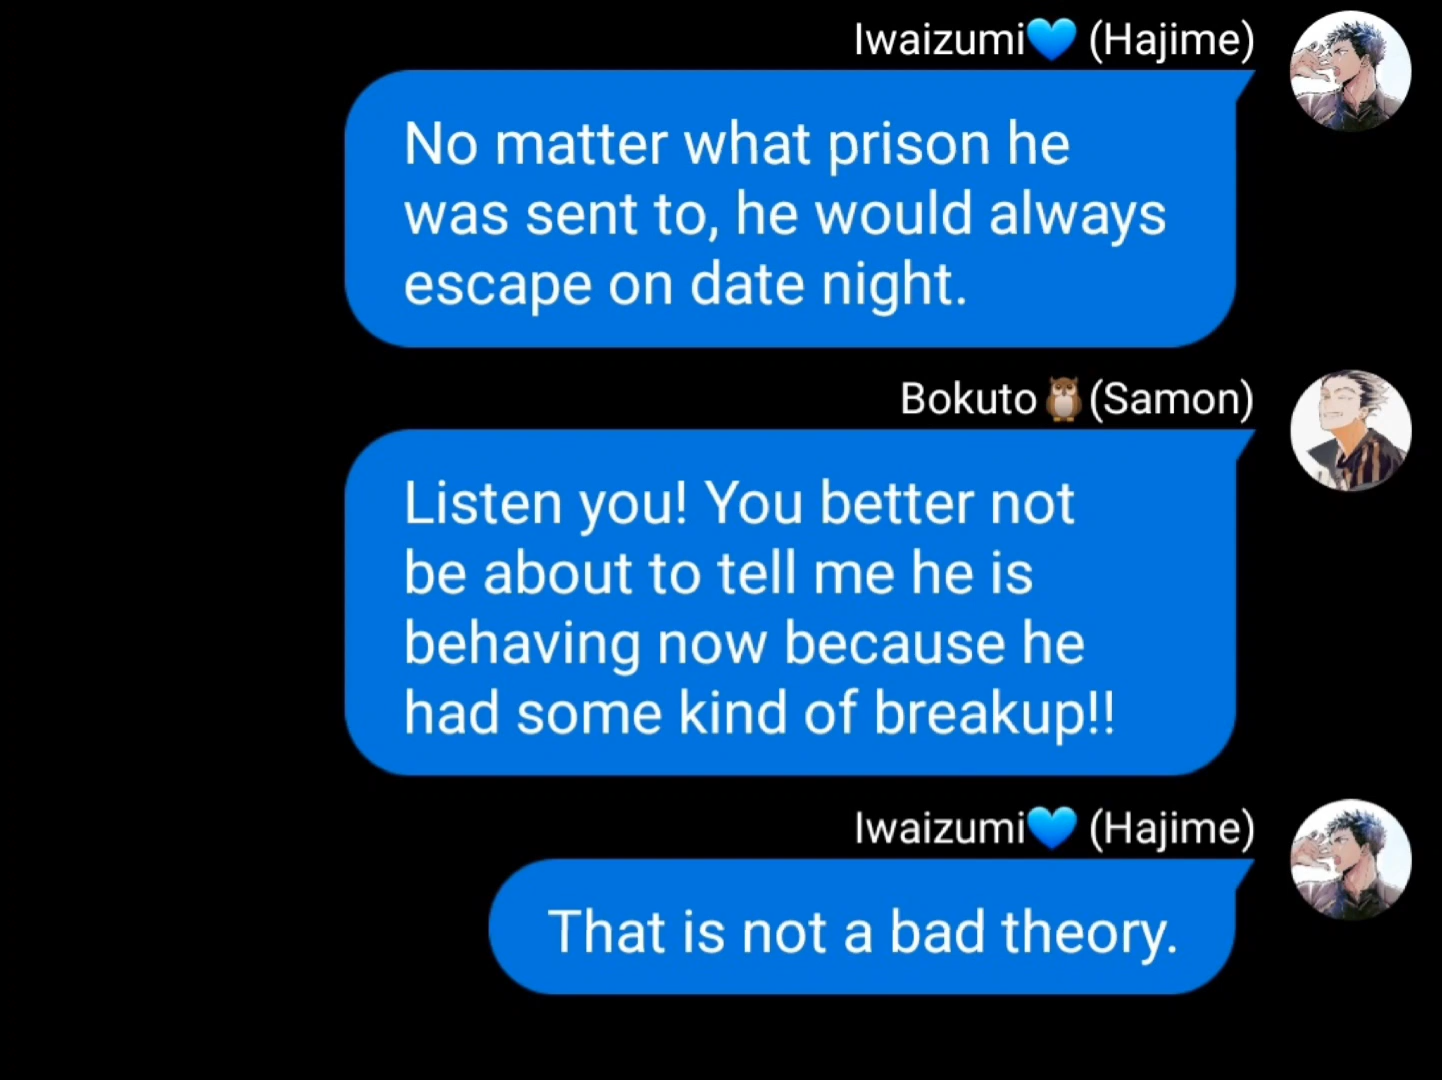 Iwaizumi💙 (Hajime)
No matter what prison he
was sent to, he would always
escape on date night.
Bokuto🦉(Samon)
Listen you! You better not
be about to tell me he is
behaving now because he
had some kind of breakup!!
Iwaizumi💙 (Hajime)
That is not a bad theory.